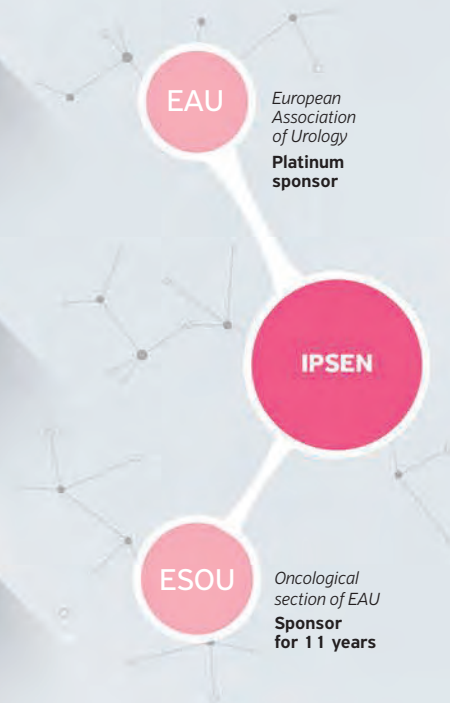 EAU
European
Association
of Urology
Platinum
sponsor
IPSEN
ESOU
Oncological
section of EAU
Sponsor
for 11 years